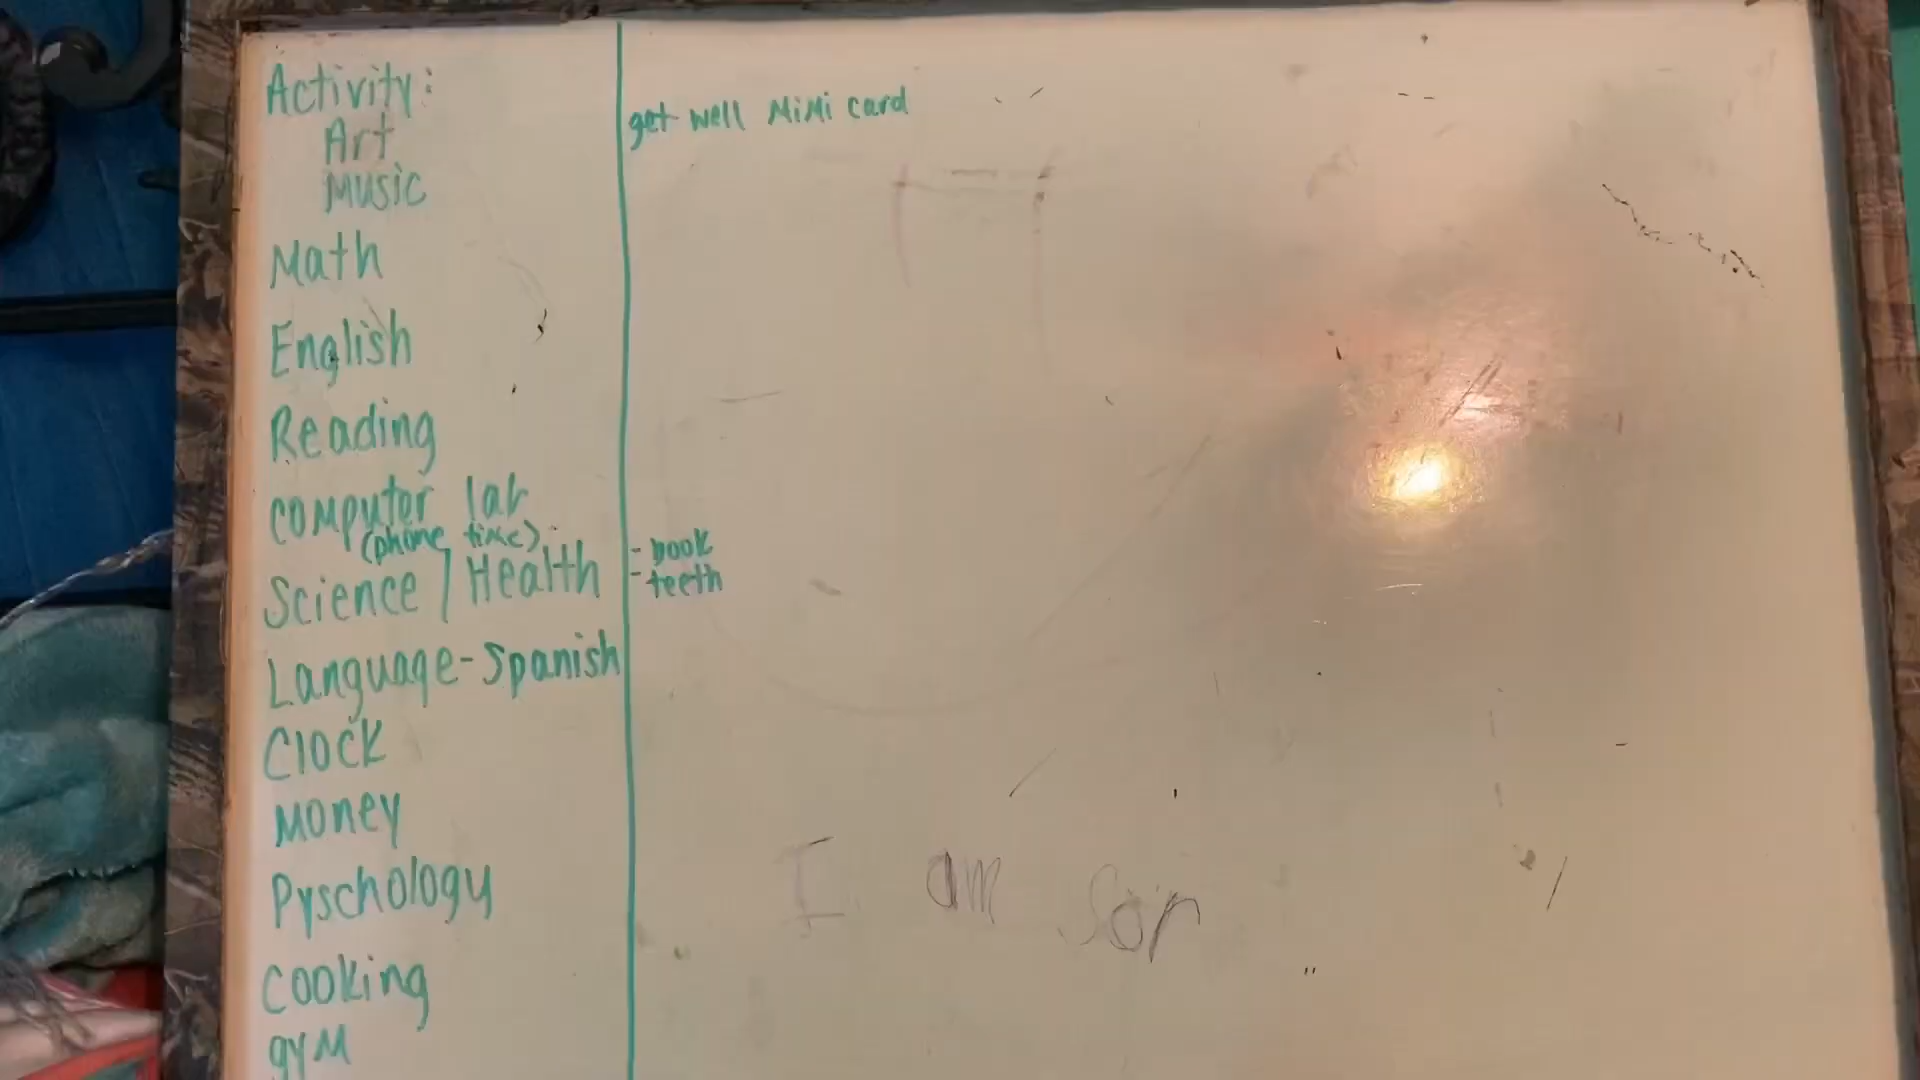 Activity:
get well MiMi card
Art
Music
Math
English
Reading
computer lab
(phone time)
Science / Health
- book
- teeth
Language-Spanish
Clock
Money
Pyschology
I am Sor
cooking
gyM